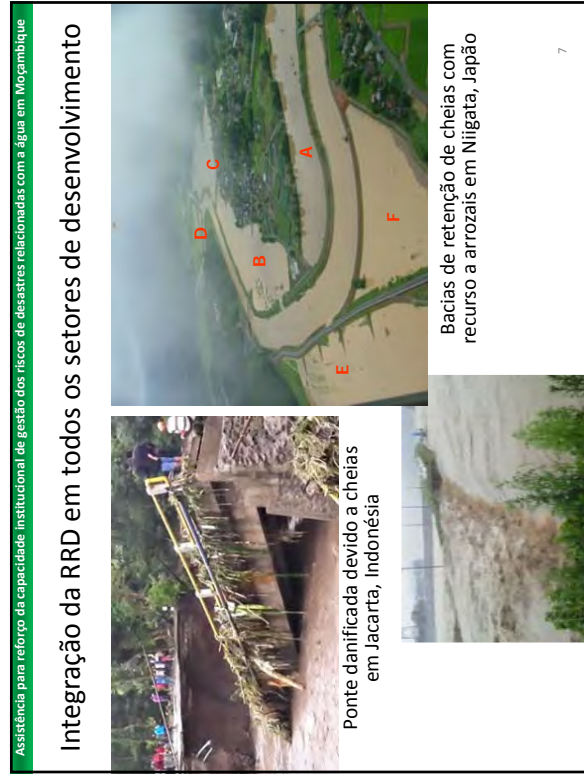 Assistência para reforço da capacidade institucional de gestão dos riscos de desastres relacionadas com a água em Moçambique
Integração da RRD em todos os setores de desenvolvimento
D
C
B
A
E
F
Ponte danificada devido a cheias
em Jacarta, Indonésia
Bacias de retenção de cheias com
recurso a arrozais em Niigata, Japão
7